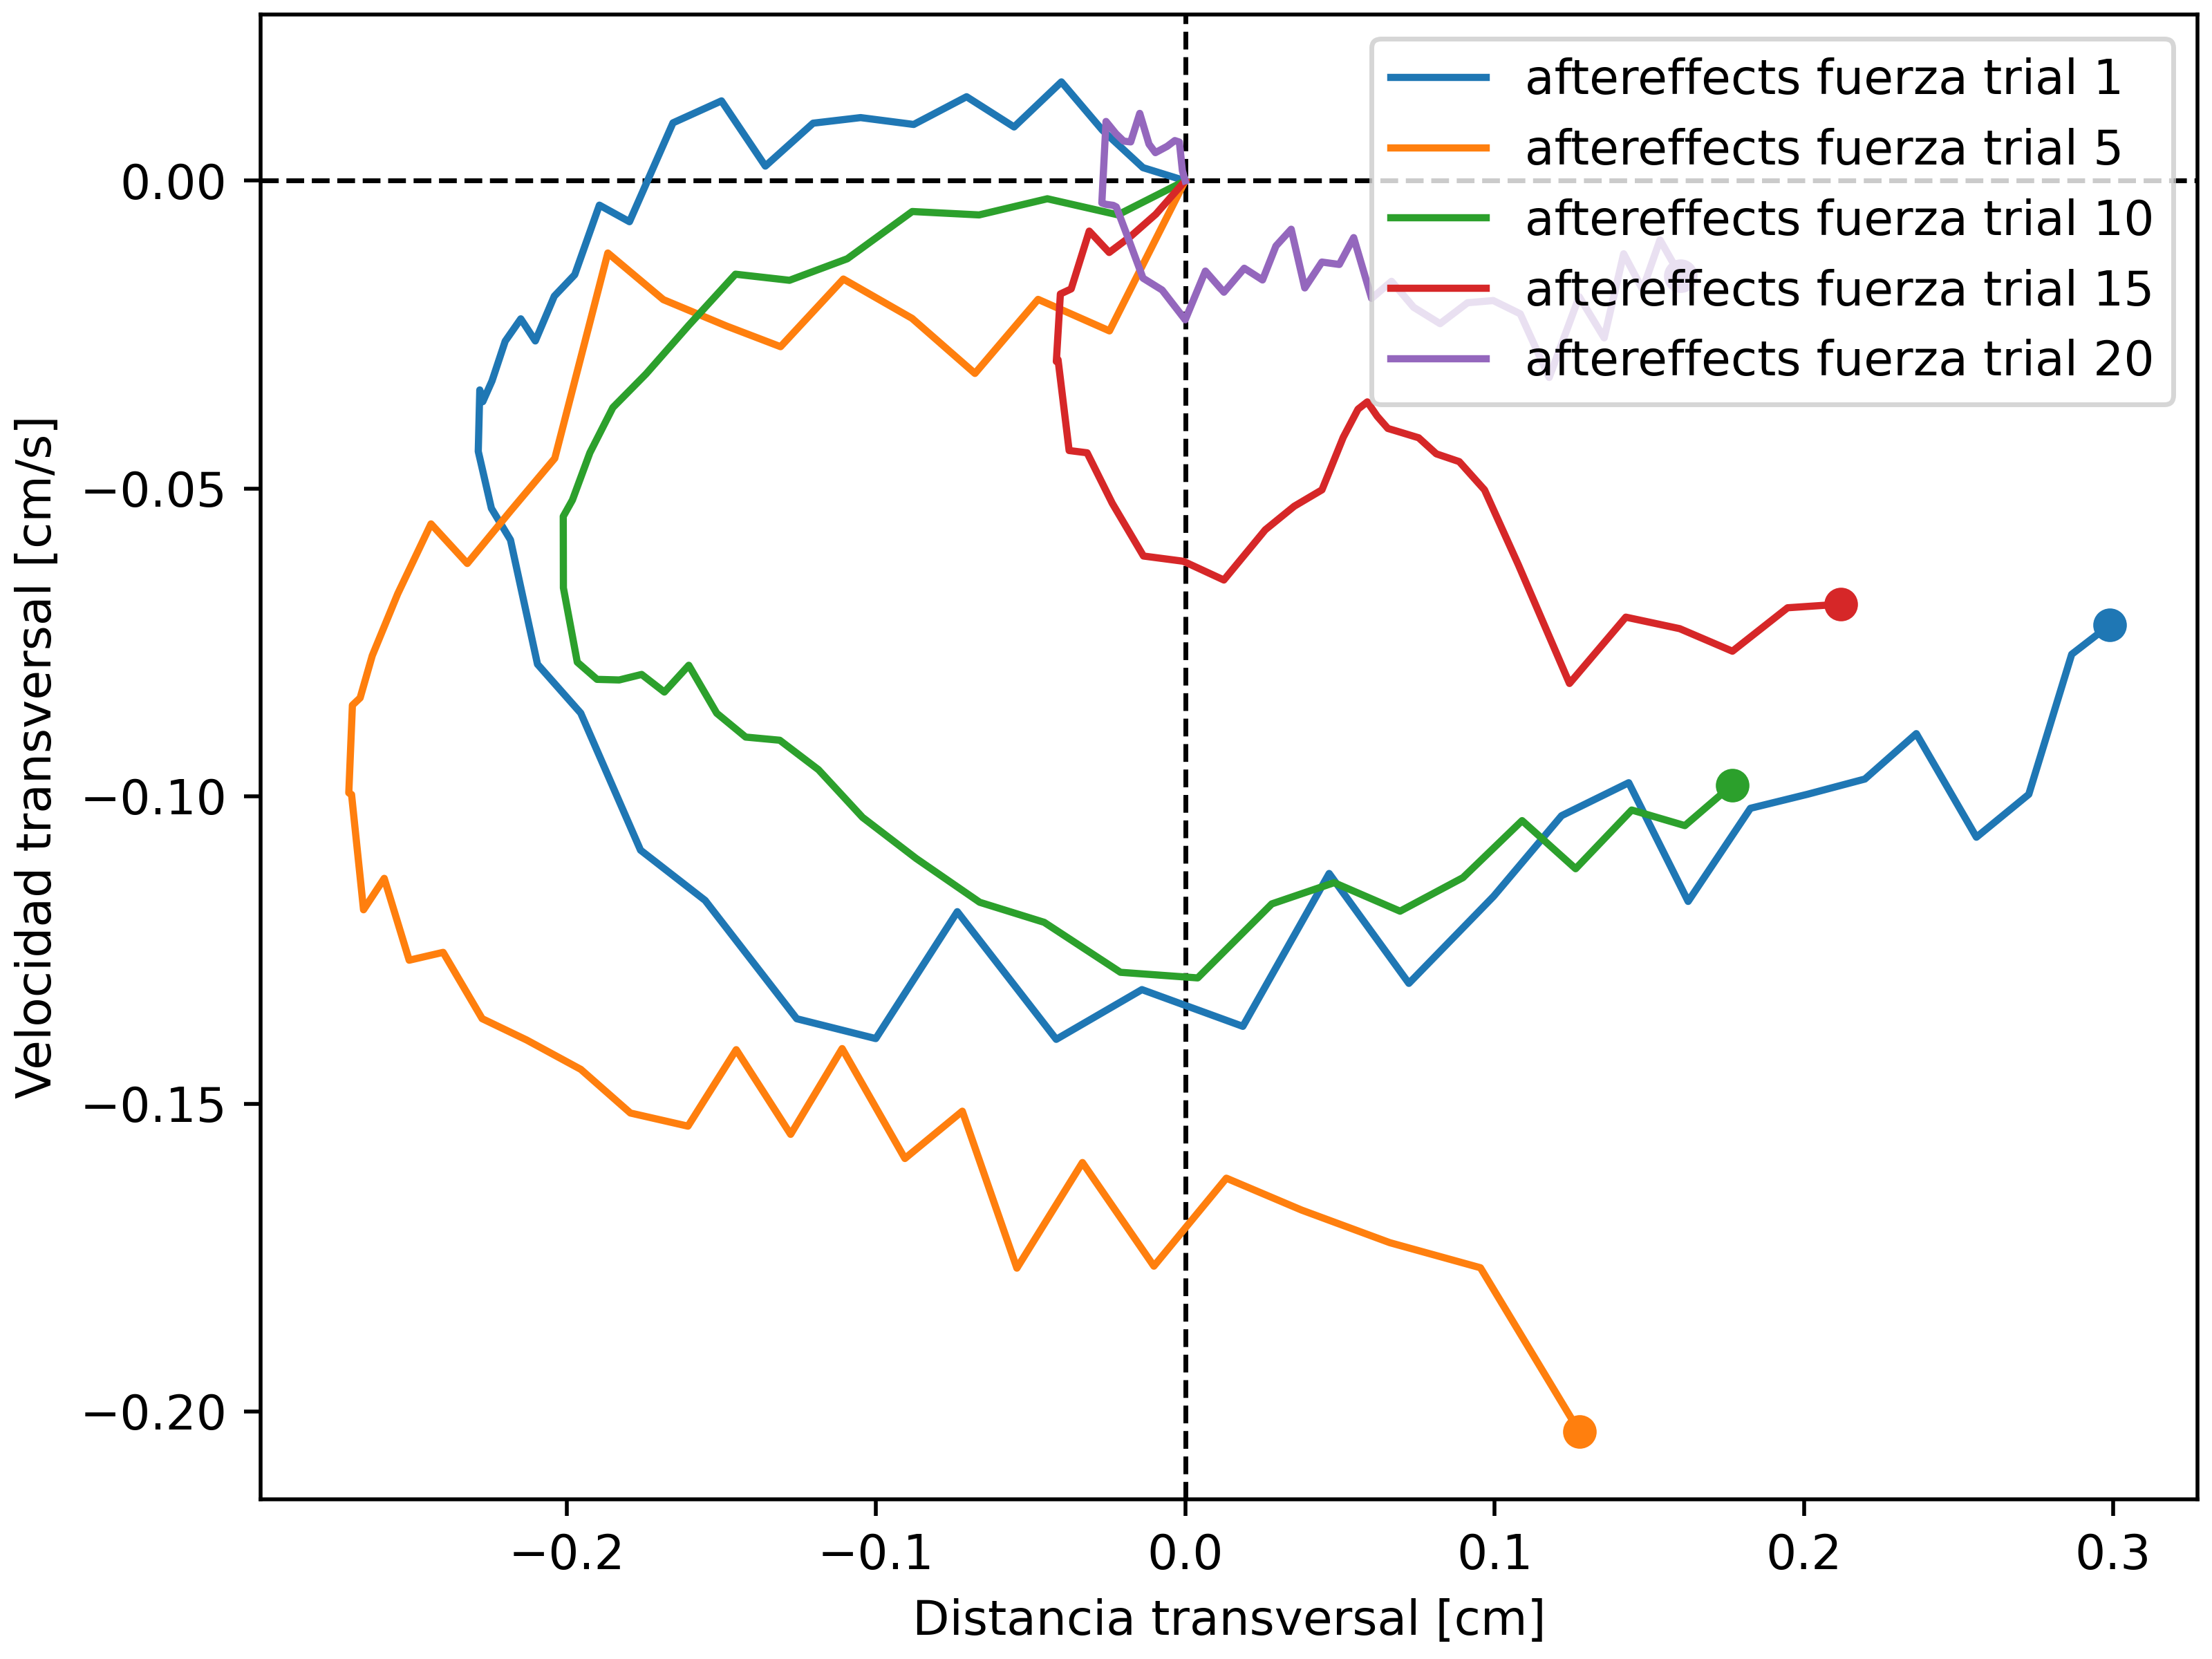 aftereffects fuerza trial 1
aftereffects fuerza trial 5
aftereffects fuerza trial 10
aftereffects fuerza trial 15
aftereffects fuerza trial 20
Velocidad transversal [cm/s]
0.00
−0.05
−0.10
−0.15
−0.20
−0.2 −0.1 0.0 0.1 0.2 0.3
Distancia transversal [cm]